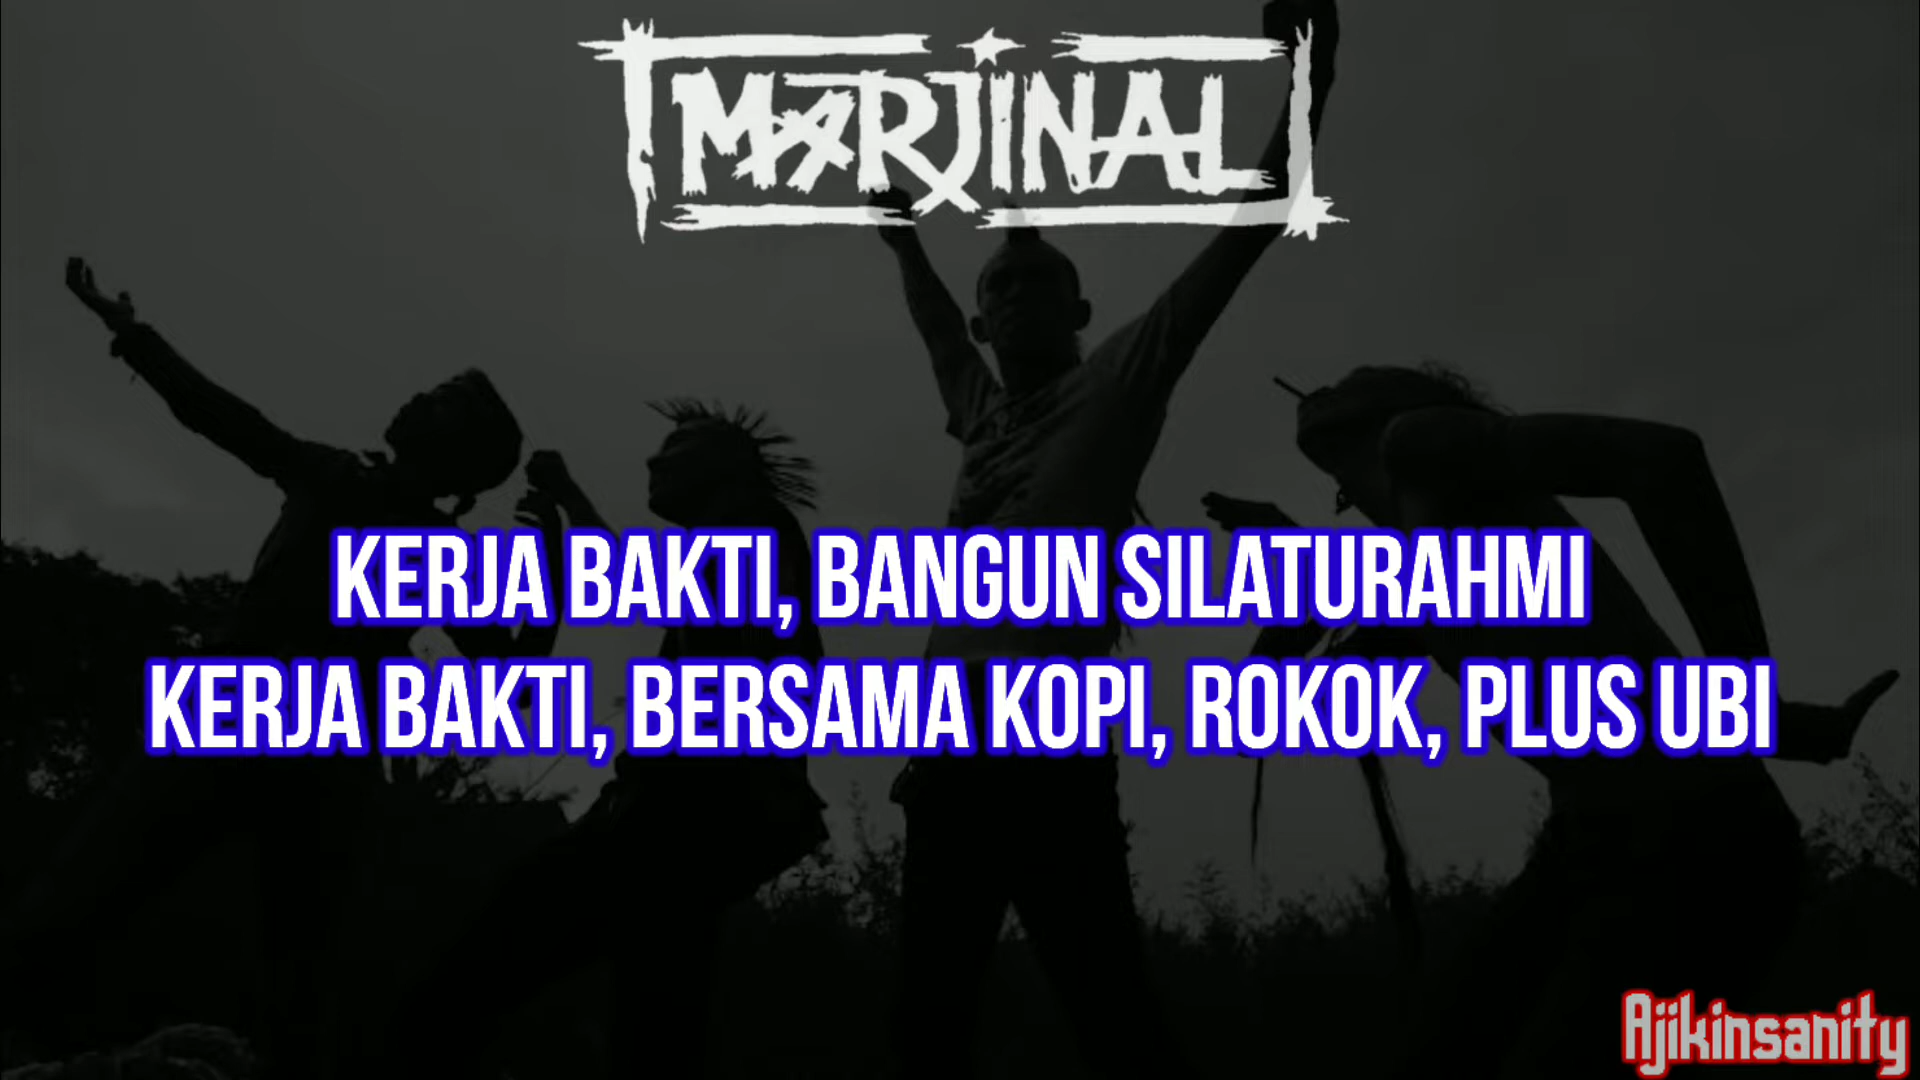 MARJINAL
KERJA BAKTI, BANGUN SILATURAHMI
KERJA BAKTI, BERSAMA KOPI, ROKOK, PLUS UBI
Ajikinsanity